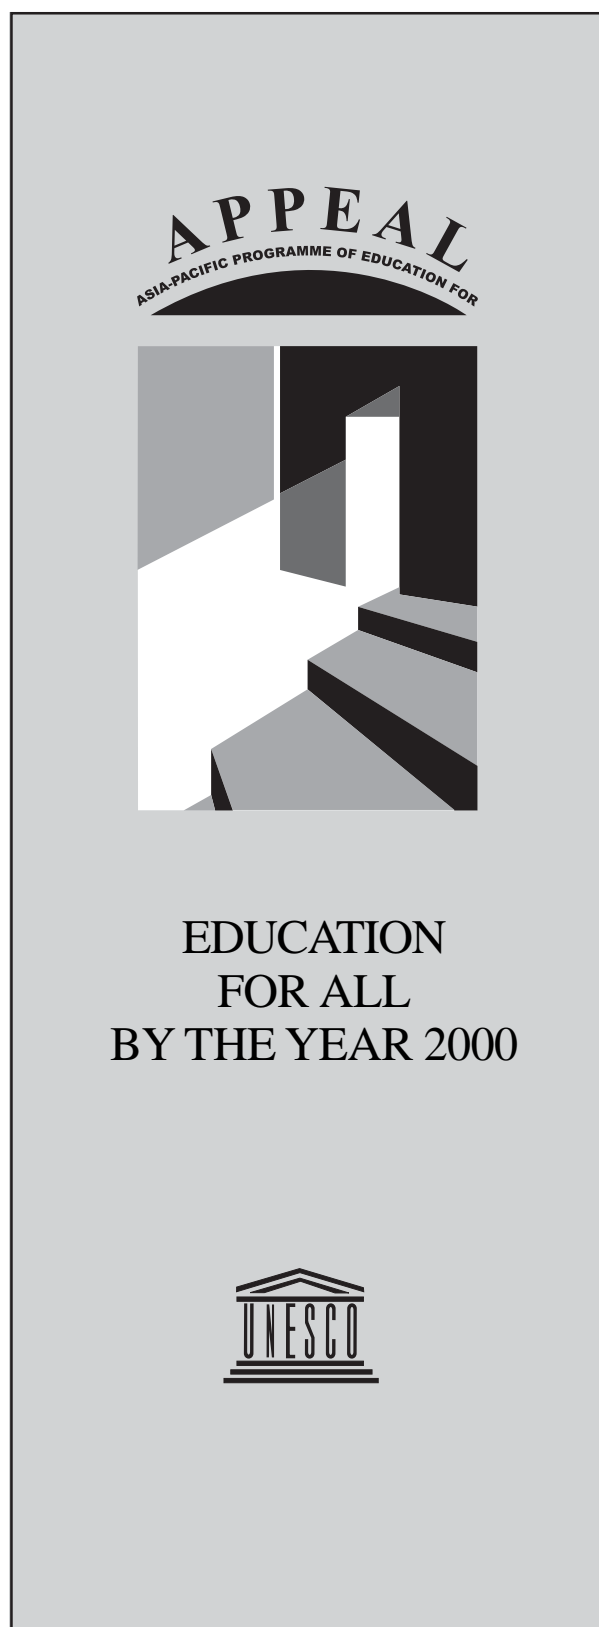 APPEAL
ASIA-PACIFIC PROGRAMME OF EDUCATION FOR
EDUCATION
FOR ALL
BY THE YEAR 2000
UNESCO